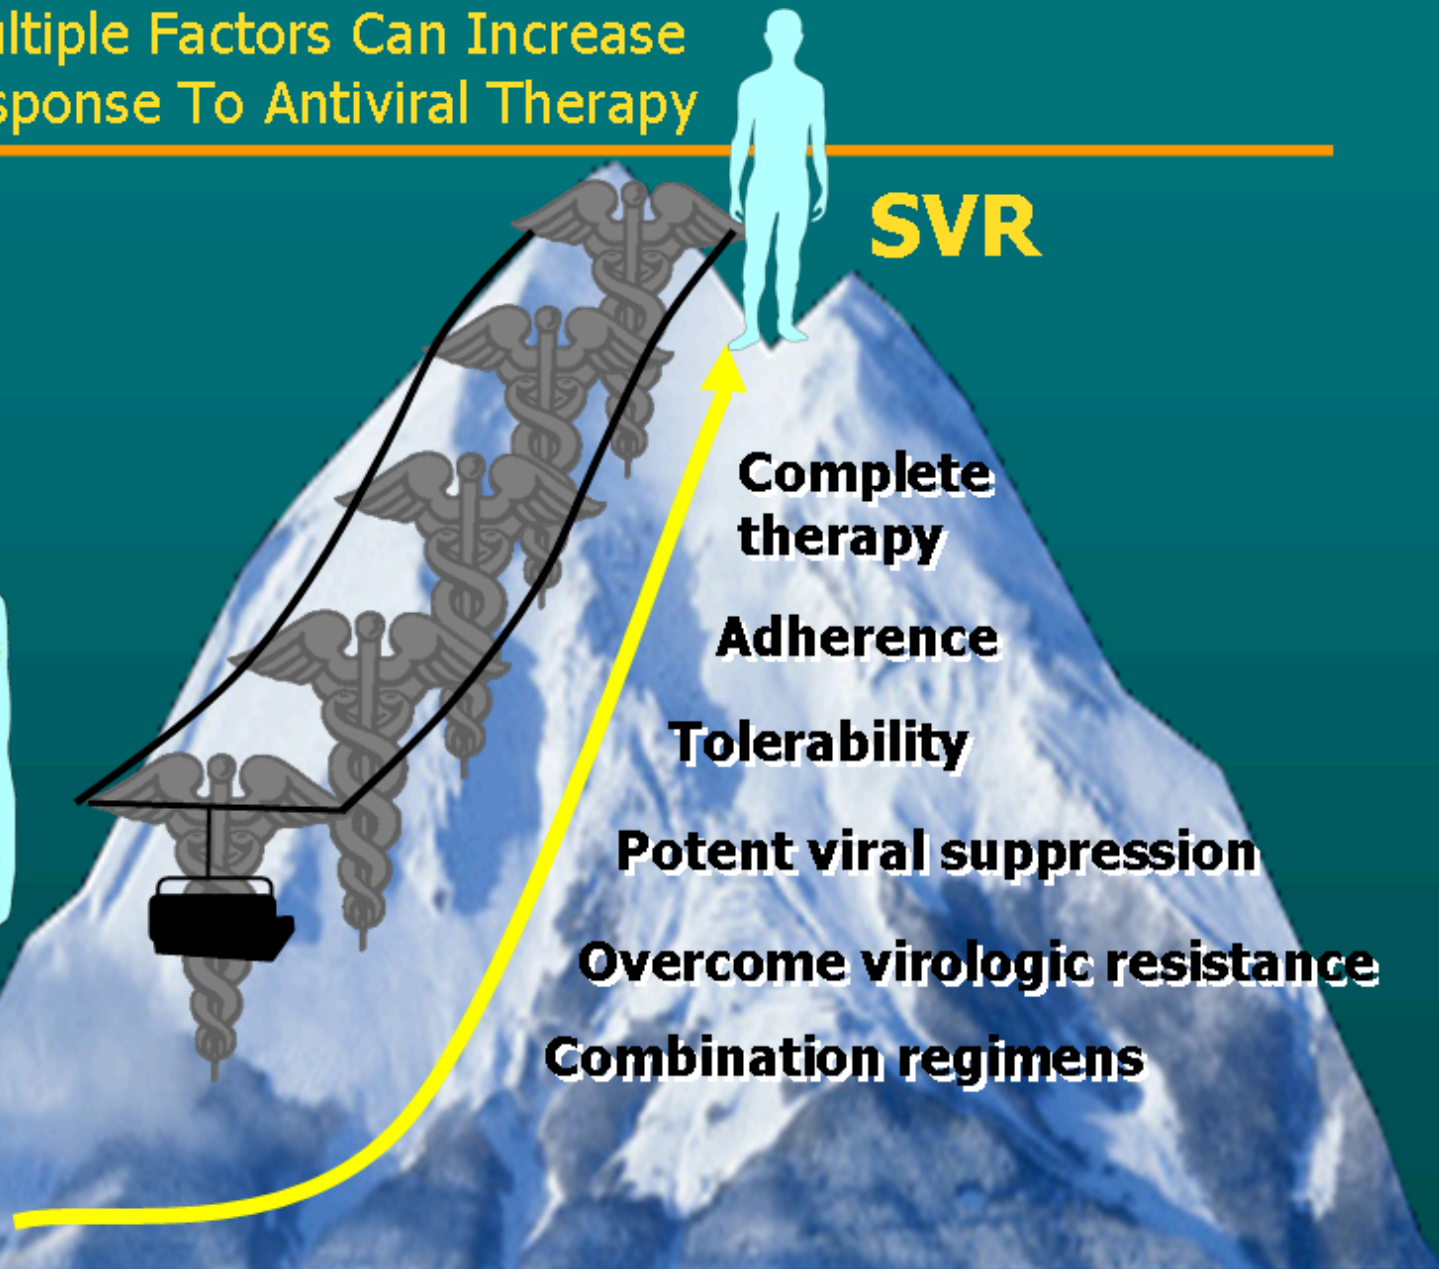 ltiple Factors Can Increase
sponse To Antiviral Therapy
SVR
Complete
therapy
Adherence
Tolerability
Potent viral suppression
Overcome virologic resistance
Combination regimens